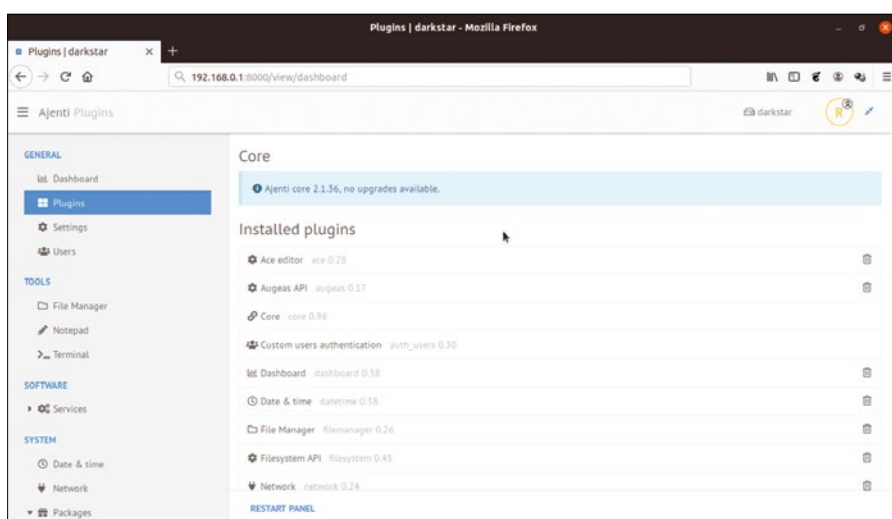 Plugins | darkstar - Mozilla Firefox
Plugins | darkstar
192.168.0.1:8000/view/dashboard
Ajenti Plugins
darkstar
R
GENERAL
Dashboard
Plugins
Settings
Users
TOOLS
File Manager
Notepad
Terminal
SOFTWARE
Services
SYSTEM
Date & time
Network
Packages
Core
Ajenti core 2.1.36, no upgrades available.
Installed plugins
Ace editor ace 0.28
Augeas API augeas 0.17
Core core 0.96
Custom users authentication auth_users 0.30
Dashboard dashboard 0.38
Date & time datetime 0.38
File Manager filemanager 0.26
Filesystem API filesystem 0.45
Network network 0.24
RESTART PANEL